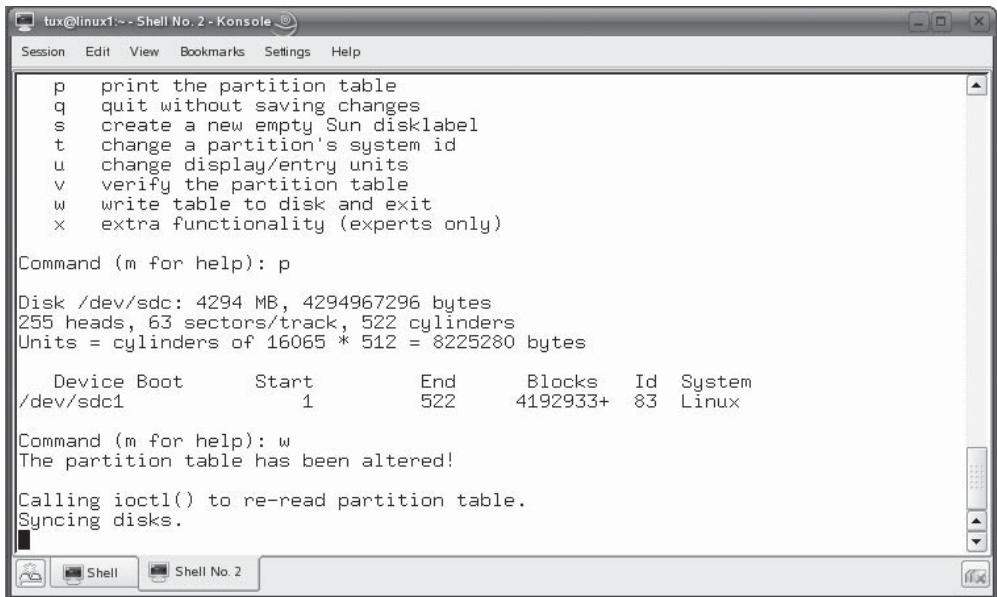 tux@linux1:~ - Shell No. 2 - Konsole
Session Edit View Bookmarks Settings Help
p print the partition table
q quit without saving changes
s create a new empty Sun disklabel
t change a partition's system id
u change display/entry units
v verify the partition table
w write table to disk and exit
x extra functionality (experts only)
Command (m for help): p
Disk /dev/sdc: 4294 MB, 4294967296 bytes
255 heads, 63 sectors/track, 522 cylinders
Units = cylinders of 16065 * 512 = 8225280 bytes
Device Boot Start End Blocks Id System
/dev/sdc1 1 522 4192933+ 83 Linux
Command (m for help): w
The partition table has been altered!
Calling ioctl() to re-read partition table.
Syncing disks.
Shell Shell No. 2